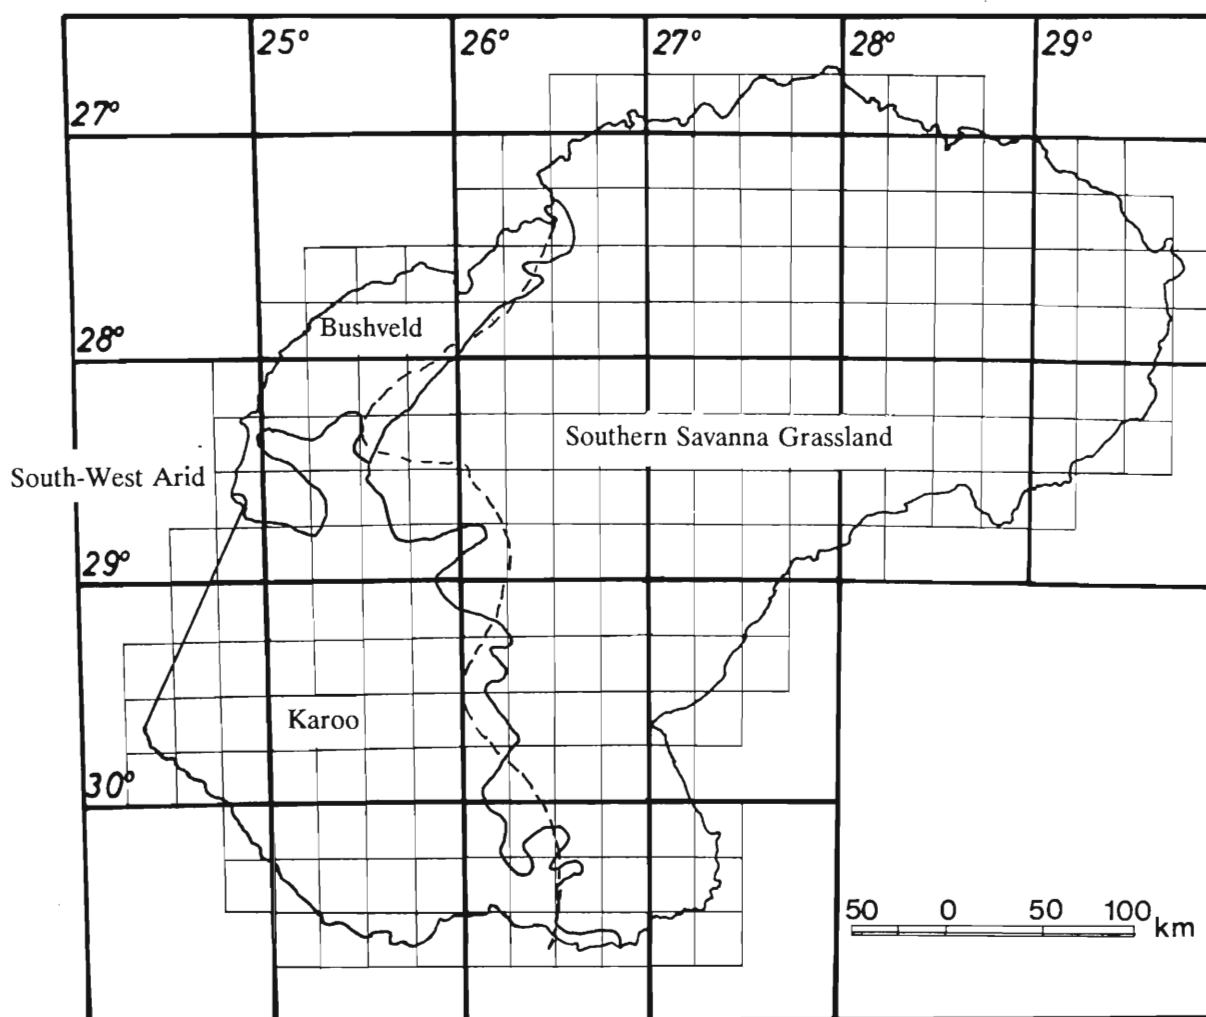 25° 26° 27° 28° 29°
27°
Bushveld
28°
Southern Savanna Grassland
South-West Arid
29°
Karoo
30°
50 0 50 100 km